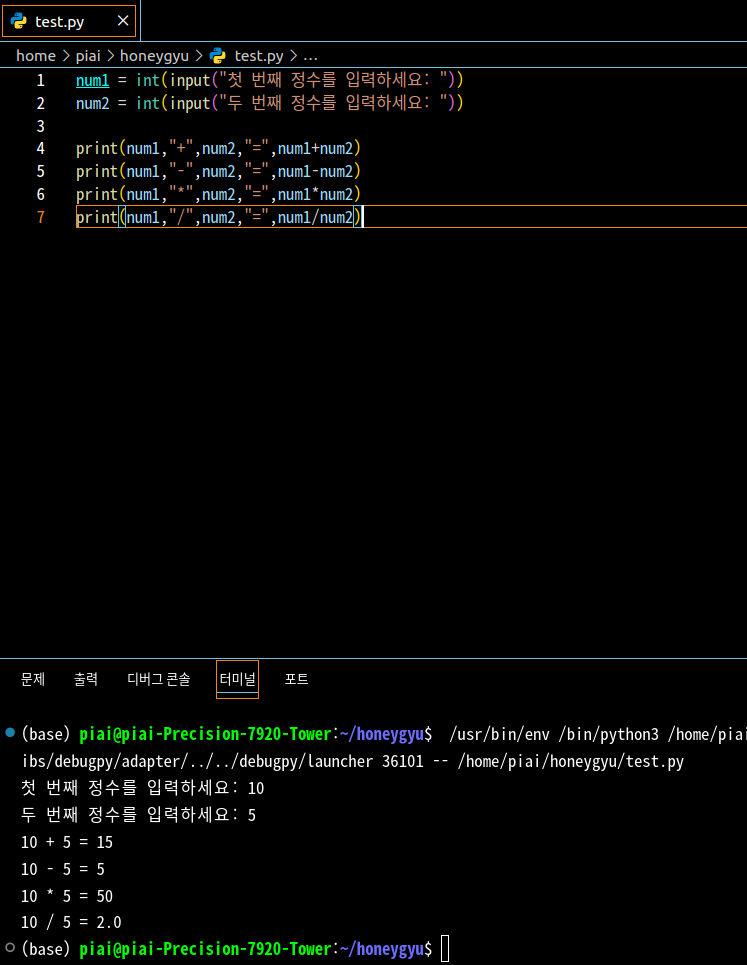 test.py ×
home > piai > honeygyu > test.py > ...
1 num1 = int(input("첫 번째 정수를 입력하세요: "))
2 num2 = int(input("두 번째 정수를 입력하세요: "))
3
4 print(num1,"+",num2,"=",num1+num2)
5 print(num1,"-",num2,"=",num1-num2)
6 print(num1,"*",num2,"=",num1*num2)
7 print(num1,"/",num2,"=",num1/num2)
문제 출력 디버그 콘솔 터미널 포트
(base) piai@piai-Precision-7920-Tower:~/honeygyu$ /usr/bin/env /bin/python3 /home/piai
ibs/debugpy/adapter/../../debugpy/launcher 36101 -- /home/piai/honeygyu/test.py
첫 번째 정수를 입력하세요: 10
두 번째 정수를 입력하세요: 5
10 + 5 = 15
10 - 5 = 5
10 * 5 = 50
10 / 5 = 2.0
(base) piai@piai-Precision-7920-Tower:~/honeygyu$